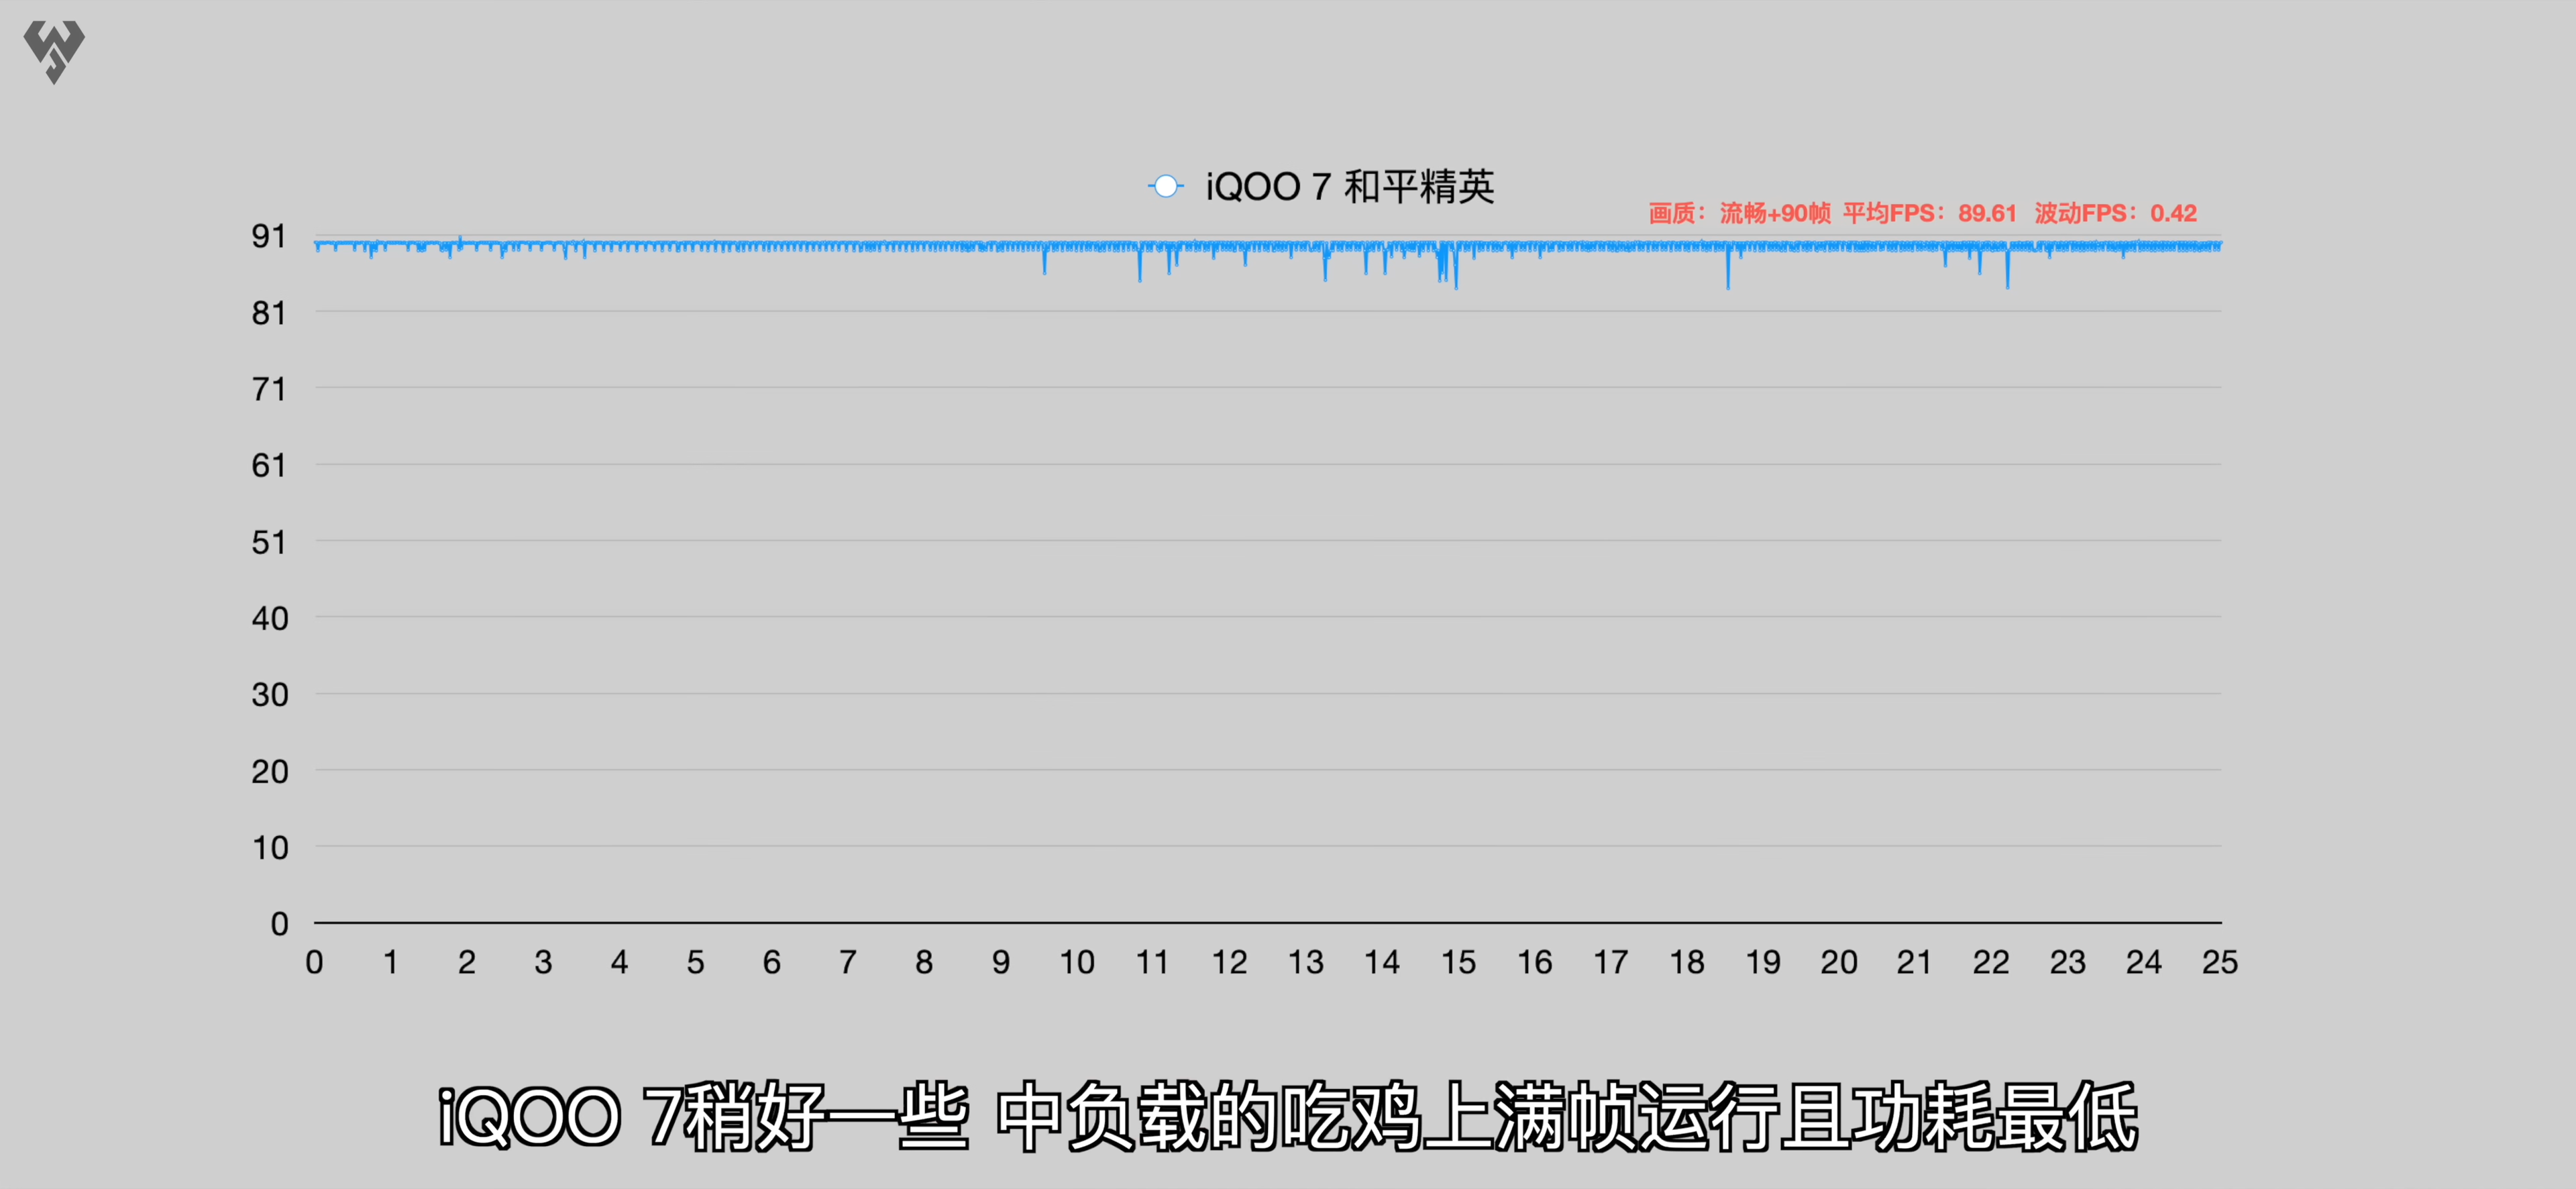 iQOO 7 和平精英
画质：流畅+90帧 平均FPS：89.61 波动FPS：0.42
91
81
71
61
51
40
30
20
10
0
0 1 2 3 4 5 6 7 8 9 10 11 12 13 14 15 16 17 18 19 20 21 22 23 24 25
iQOO 7稍好一些 中负载的吃鸡上满帧运行且功耗最低